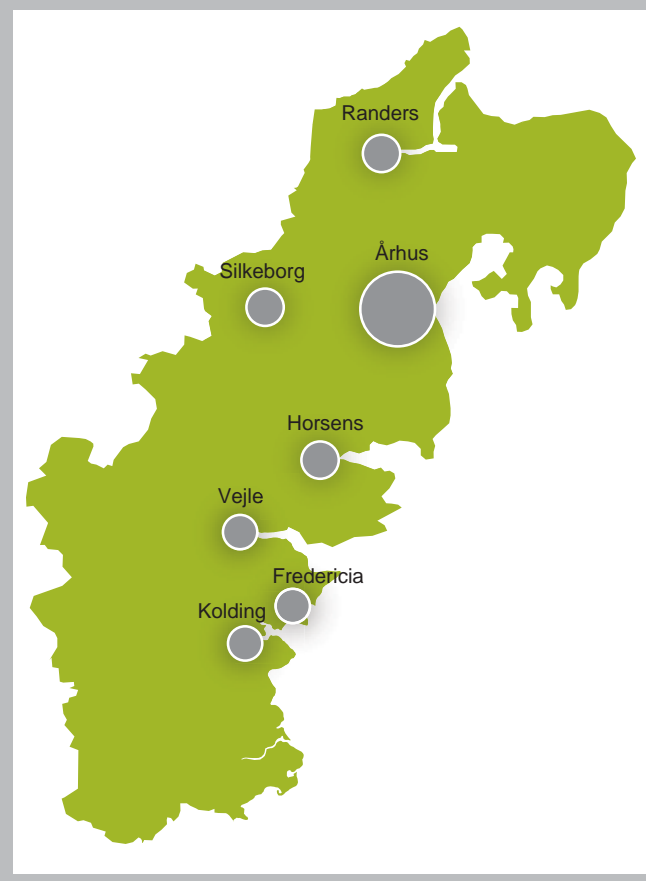 Randers
Århus
Silkeborg
Horsens
Vejle
Fredericia
Kolding